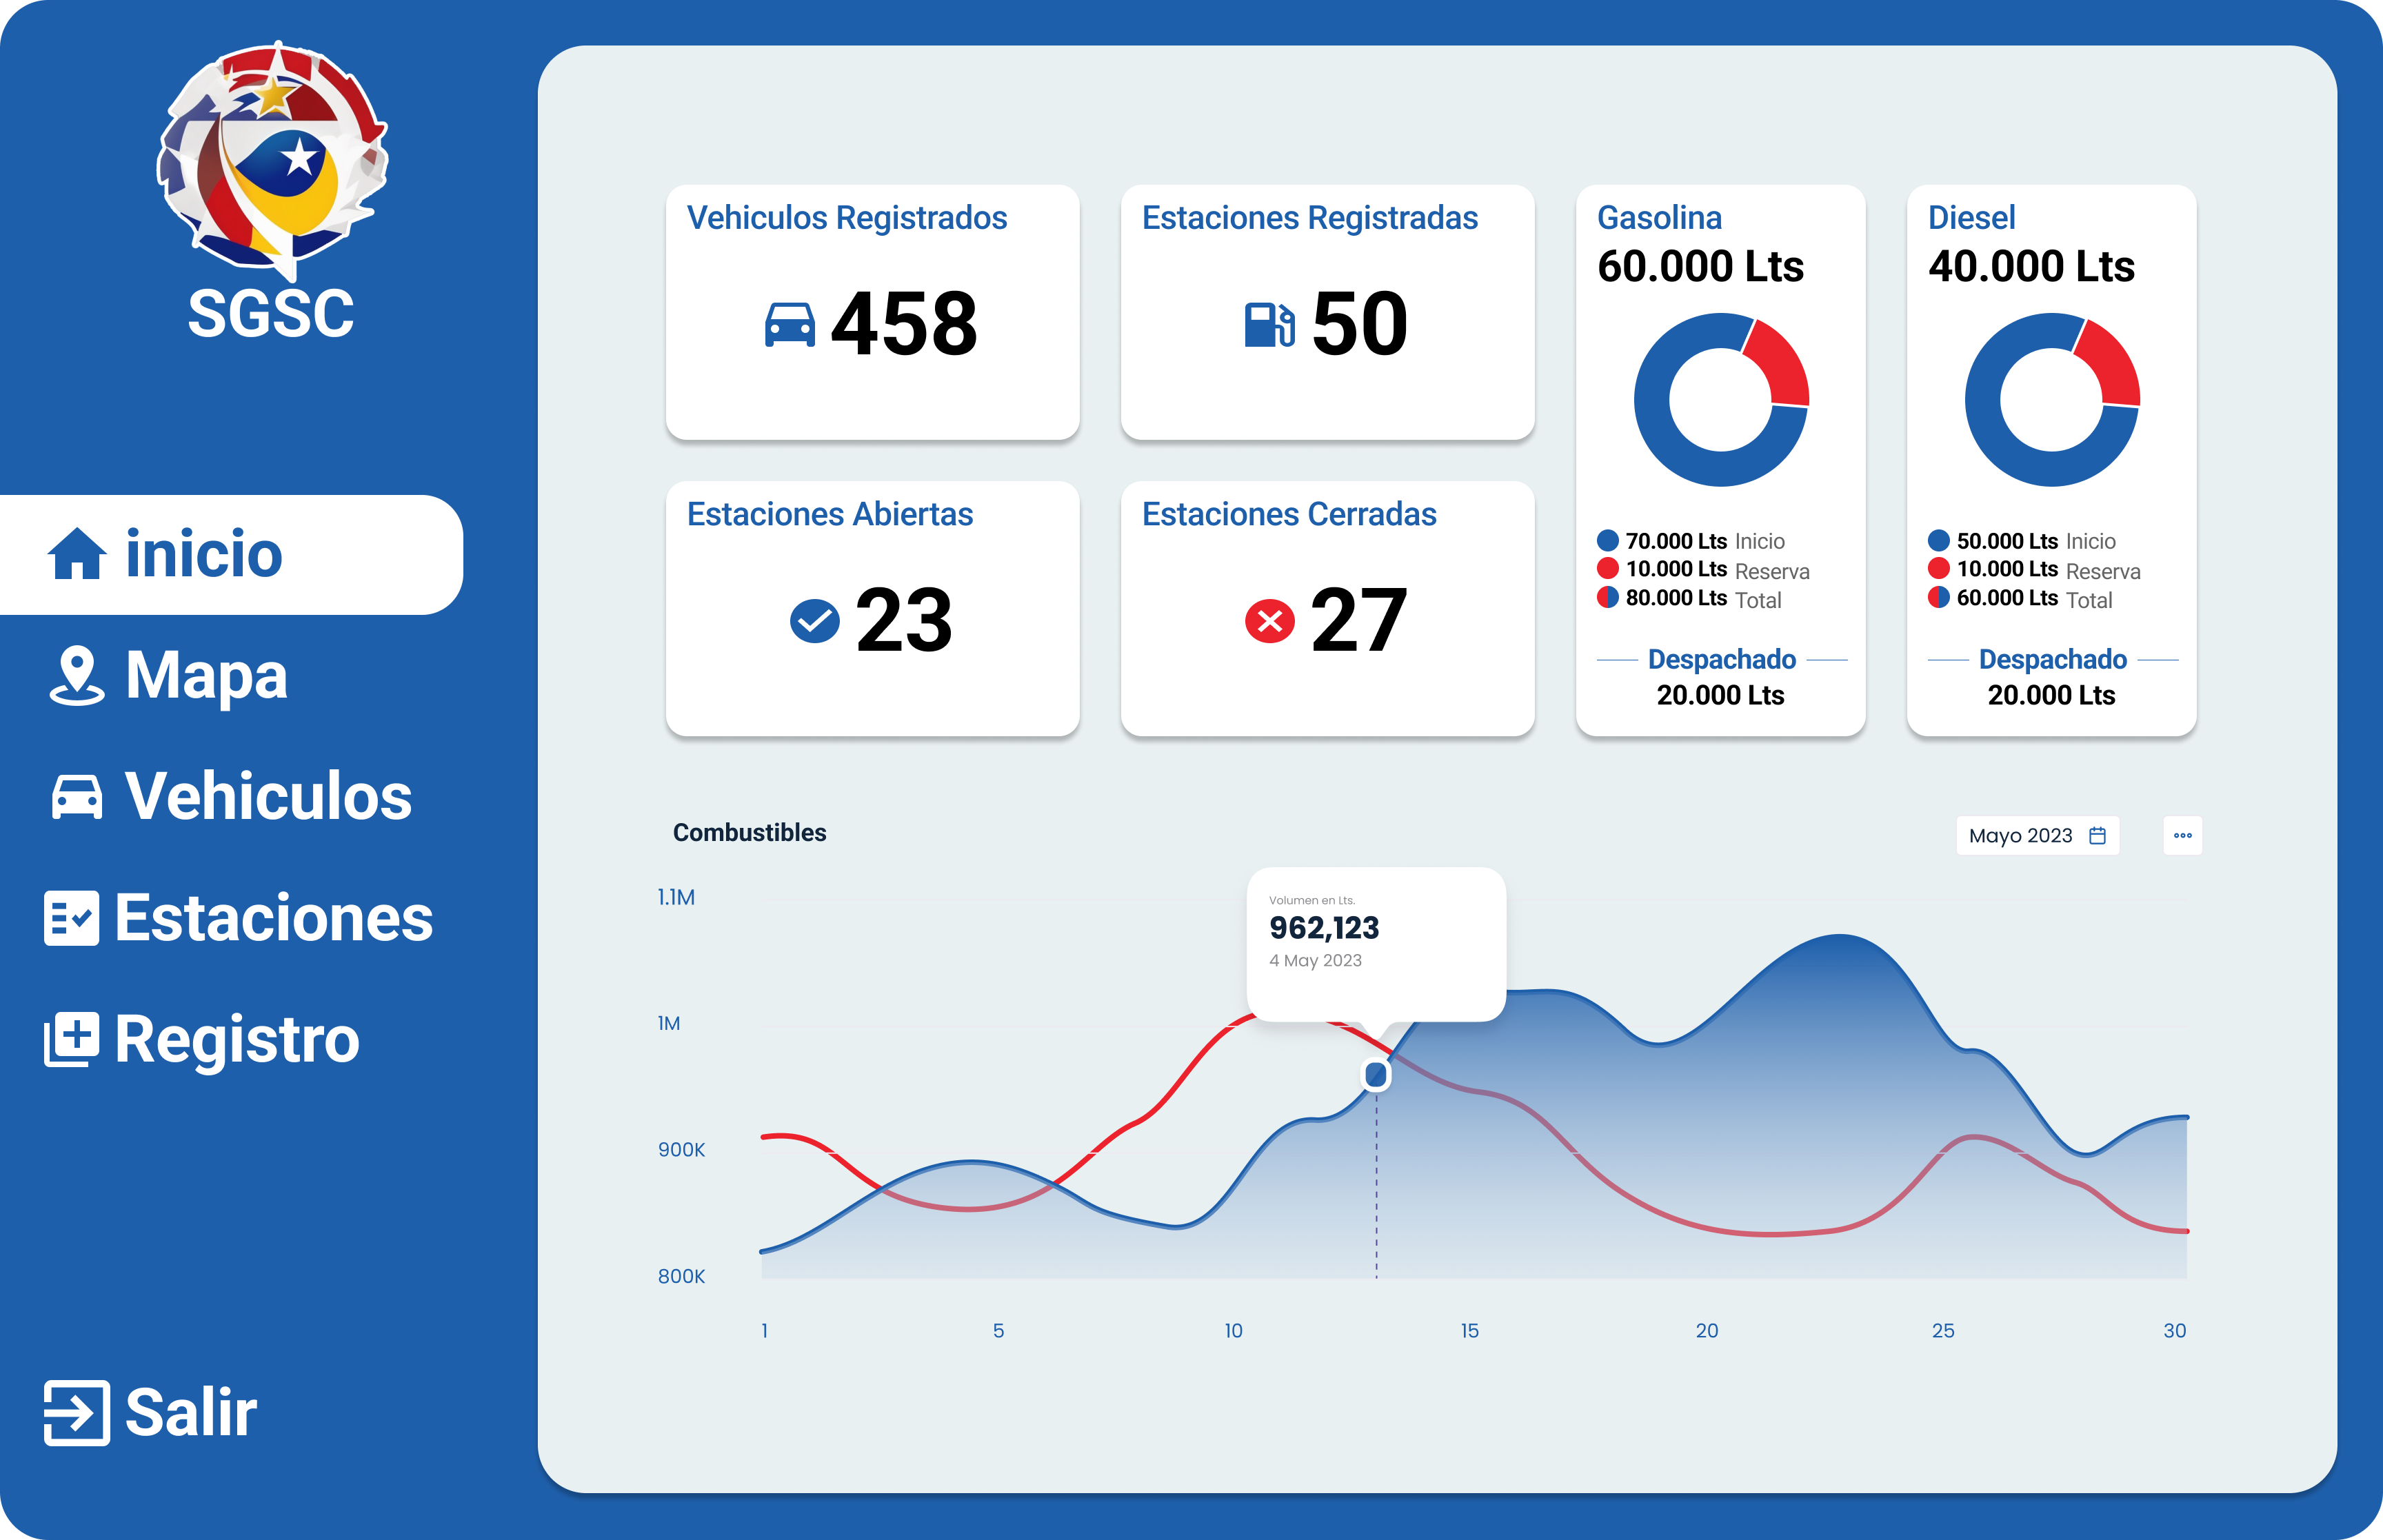 SGSC
inicio
Mapa
Vehiculos
Estaciones
Registro
Salir
Vehiculos Registrados
458
Estaciones Registradas
50
Estaciones Abiertas
23
Estaciones Cerradas
27
Gasolina
60.000 Lts
70.000 Lts Inicio
10.000 Lts Reserva
80.000 Lts Total
Despachado
20.000 Lts
Diesel
40.000 Lts
50.000 Lts Inicio
10.000 Lts Reserva
60.000 Lts Total
Despachado
20.000 Lts
Combustibles
Mayo 2023
1.1M
1M
900K
800K
Volumen en Lts.
962,123
4 May 2023
1 5 10 15 20 25 30